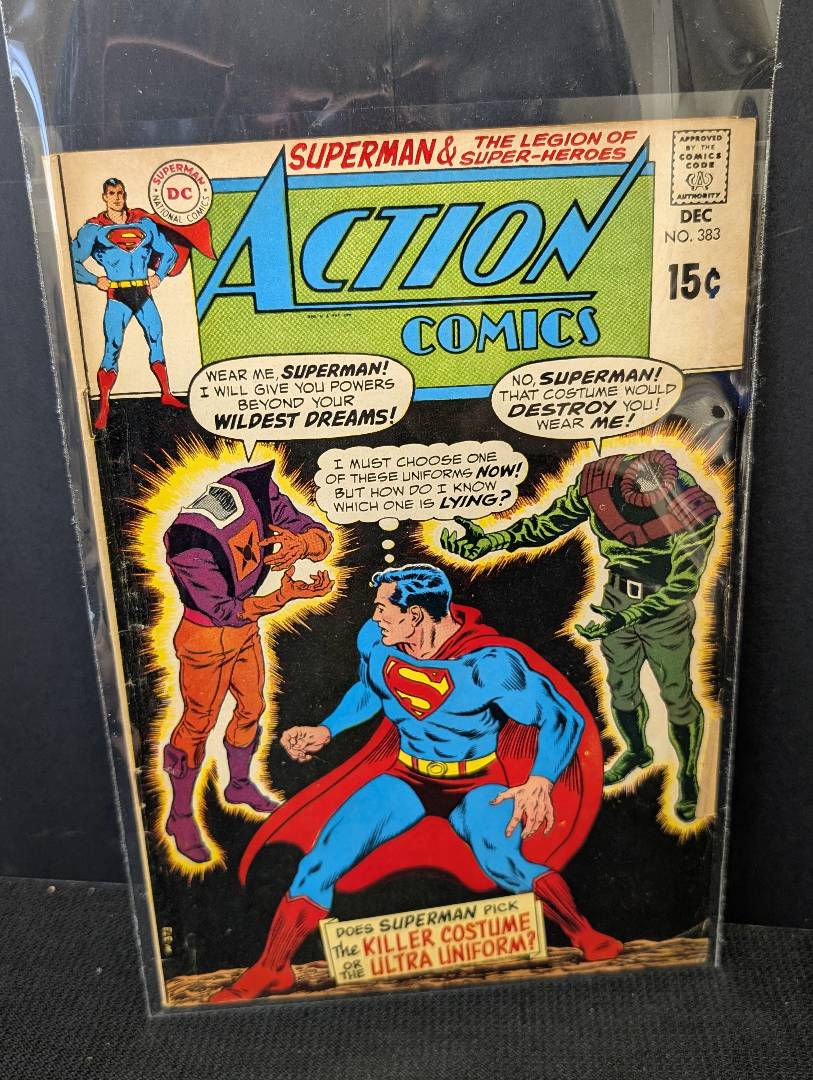 SUPERMAN & THE LEGION OF
SUPER-HEROES
SUPERMAN
DC
NATIONAL COMICS
APPROVED
BY THE
COMICS
CODE
AUTHORITY
DEC
NO. 383
15¢
ACTION
COMICS
WEAR ME, SUPERMAN!
I WILL GIVE YOU POWERS
BEYOND YOUR
WILDEST DREAMS!
NO, SUPERMAN!
THAT COSTUME WOULD
DESTROY YOU!
WEAR ME!
I MUST CHOOSE ONE
OF THESE UNIFORMS NOW!
BUT HOW DO I KNOW
WHICH ONE IS LYING?
DOES SUPERMAN PICK
The KILLER COSTUME
OR THE ULTRA UNIFORM?